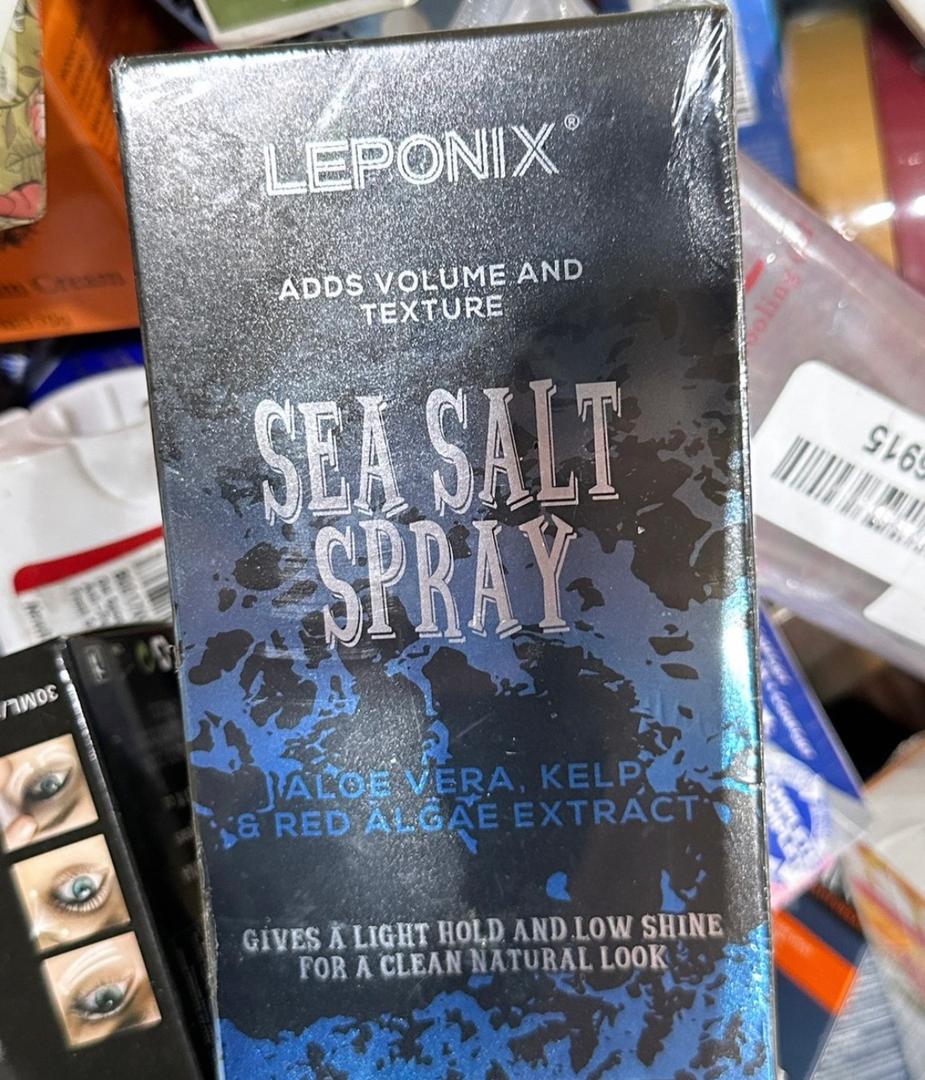 LEPONIX®
ADDS VOLUME AND
TEXTURE
SEA SALT
SPRAY
ALOE VERA, KELP
& RED ALGAE EXTRACT
GIVES A LIGHT HOLD AND LOW SHINE
FOR A CLEAN NATURAL LOOK
Cream
6915
30ML/